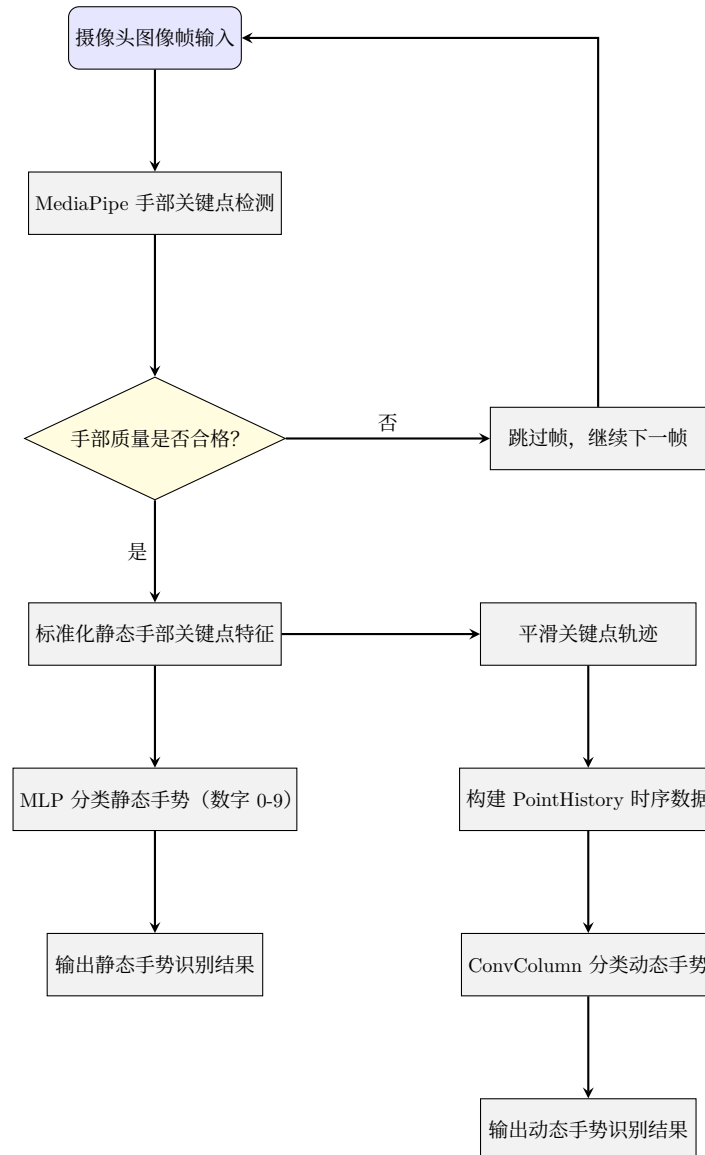 摄像头图像帧输入
MediaPipe 手部关键点检测
手部质量是否合格?
否
跳过帧，继续下一帧
是
标准化静态手部关键点特征
平滑关键点轨迹
MLP 分类静态手势（数字 0-9）
构建 PointHistory 时序数据
输出静态手势识别结果
ConvColumn 分类动态手势
输出动态手势识别结果